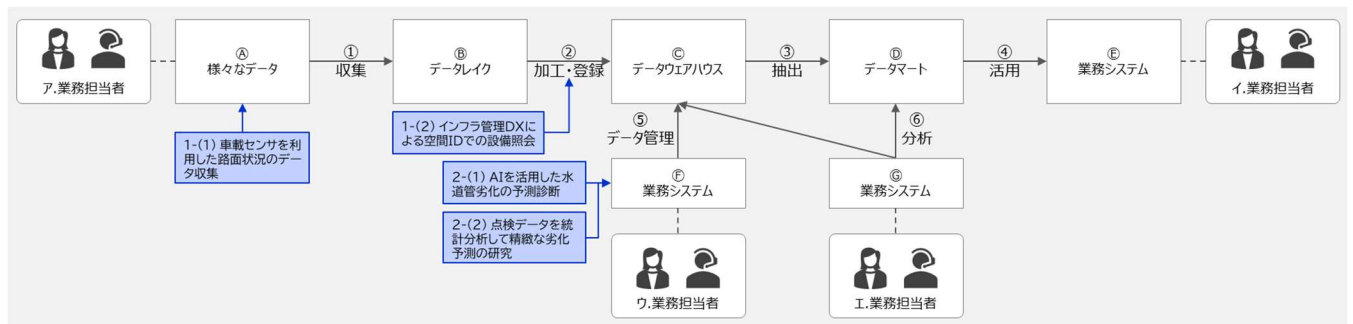 Ⓐ
様々なデータ
①
収集
Ⓑ
データレイク
②
加工・登録
Ⓒ
データウェアハウス
③
抽出
Ⓓ
データマート
④
活用
Ⓔ
業務システム
ア.業務担当者
イ.業務担当者
1-(1) 車載センサを利
用した路面状況のデー
タ収集
1-(2) インフラ管理DXに
よる空間IDでの設備照会
⑤
データ管理
⑥
分析
2-(1) AIを活用した水
道管劣化の予測診断
2-(2) 点検データを統
計分析して精緻な劣化
予測の研究
Ⓕ
業務システム
Ⓖ
業務システム
ウ.業務担当者
エ.業務担当者